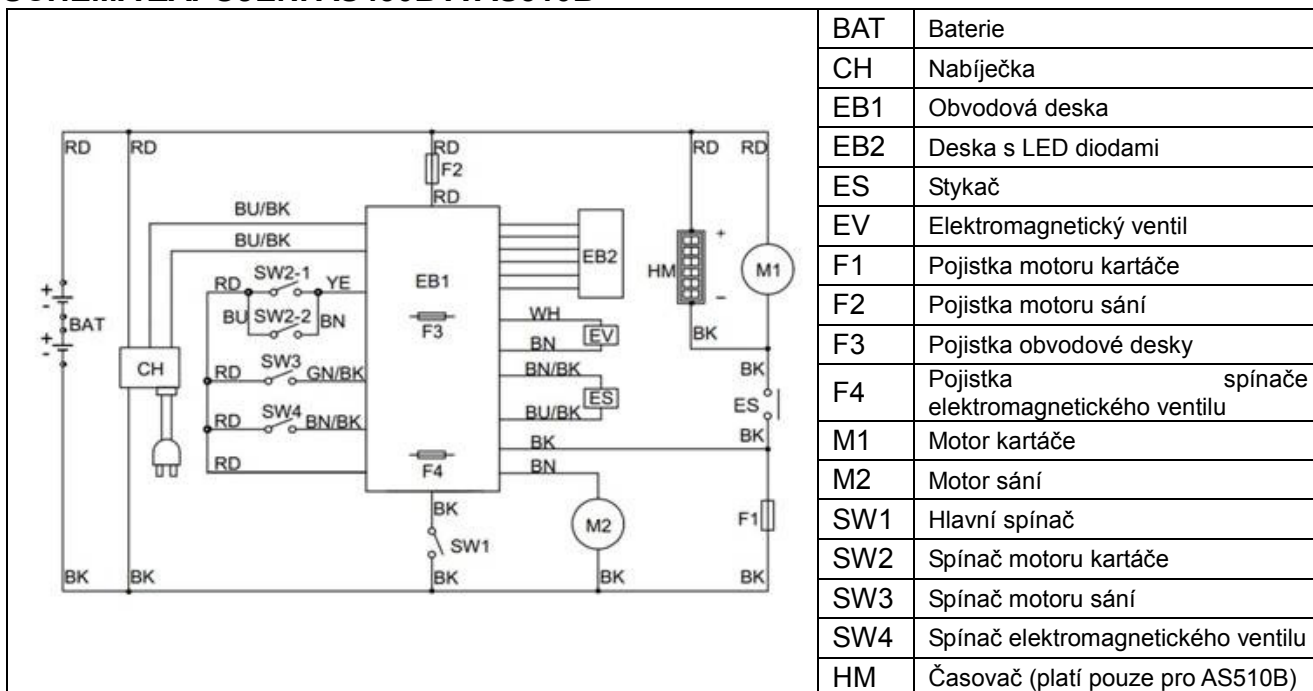 RD RD RD RD RD
F2
RD
BU/BK
BU/BK
SW2-1
RD YE
EB1
EB2
HM
+
-
M1
BU SW2-2 BN
F3
WH
EV
BN
BK
+
-
BAT
+
-
CH
SW3
RD GN/BK
BN/BK
ES
BU/BK
BK
ES
SW4
RD BN/BK
BK
BK
RD
F4
BN
BK
SW1
M2
F1
BK BK BK BK BK
BAT Baterie
CH Nabíječka
EB1 Obvodová deska
EB2 Deska s LED diodami
ES Stykač
EV Elektromagnetický ventil
F1 Pojistka motoru kartáče
F2 Pojistka motoru sání
F3 Pojistka obvodové desky
F4 Pojistka spínače
elektromagnetického ventilu
M1 Motor kartáče
M2 Motor sání
SW1 Hlavní spínač
SW2 Spínač motoru kartáče
SW3 Spínač motoru sání
SW4 Spínač elektromagnetického ventilu
HM Časovač (platí pouze pro AS510B)